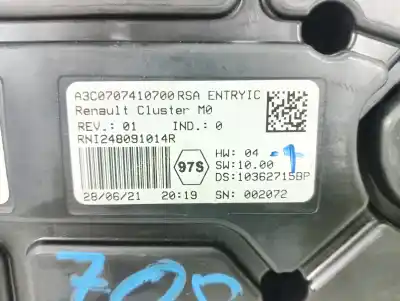 A3C0707410700 RSA ENTRYIC
Renault Cluster M0
REV.: 01 IND.: 0
RNI248091014R
97S
HW: 04
SW: 10.00
DS: 103627158P
28/06/21 20:19 SN: 002072
700